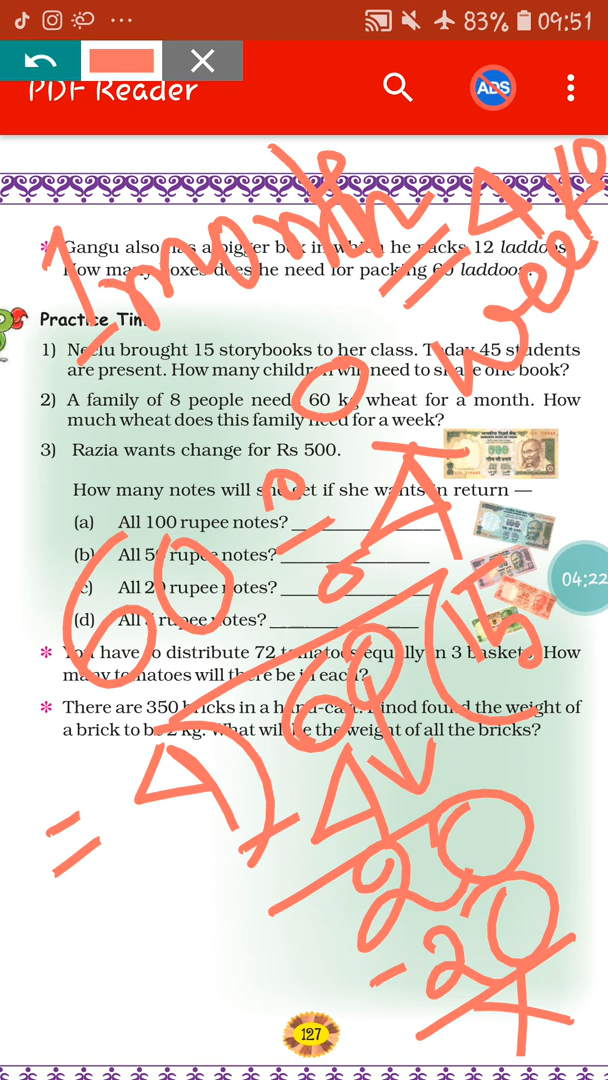 83% 09:51
PDF Reader
ADS
1 month = 4 week
* Gangu also has a bigger box in which he packs 12 laddoos.
How many boxes does he need for packing 60 laddoos?
Practice Time
1) Neelu brought 15 storybooks to her class. Today 45 students
are present. How many children will need to share one book?
2) A family of 8 people needs 60 kg wheat for a month. How
much wheat does this family need for a week?
3) Razia wants change for Rs 500.
How many notes will she get if she wants in return —
(a) All 100 rupee notes?
(b) All 50 rupee notes?
(c) All 20 rupee notes?
(d) All 5 rupee notes?
04:22
* You have to distribute 72 tomatoes equally in 3 baskets. How
many tomatoes will there be in each?
* There are 350 bricks in a hand-cart. Binod found the weight of
a brick to be 2 kg. What will be the weight of all the bricks?
60 ÷ 4
= 4)60(15
4
20
- 20
127